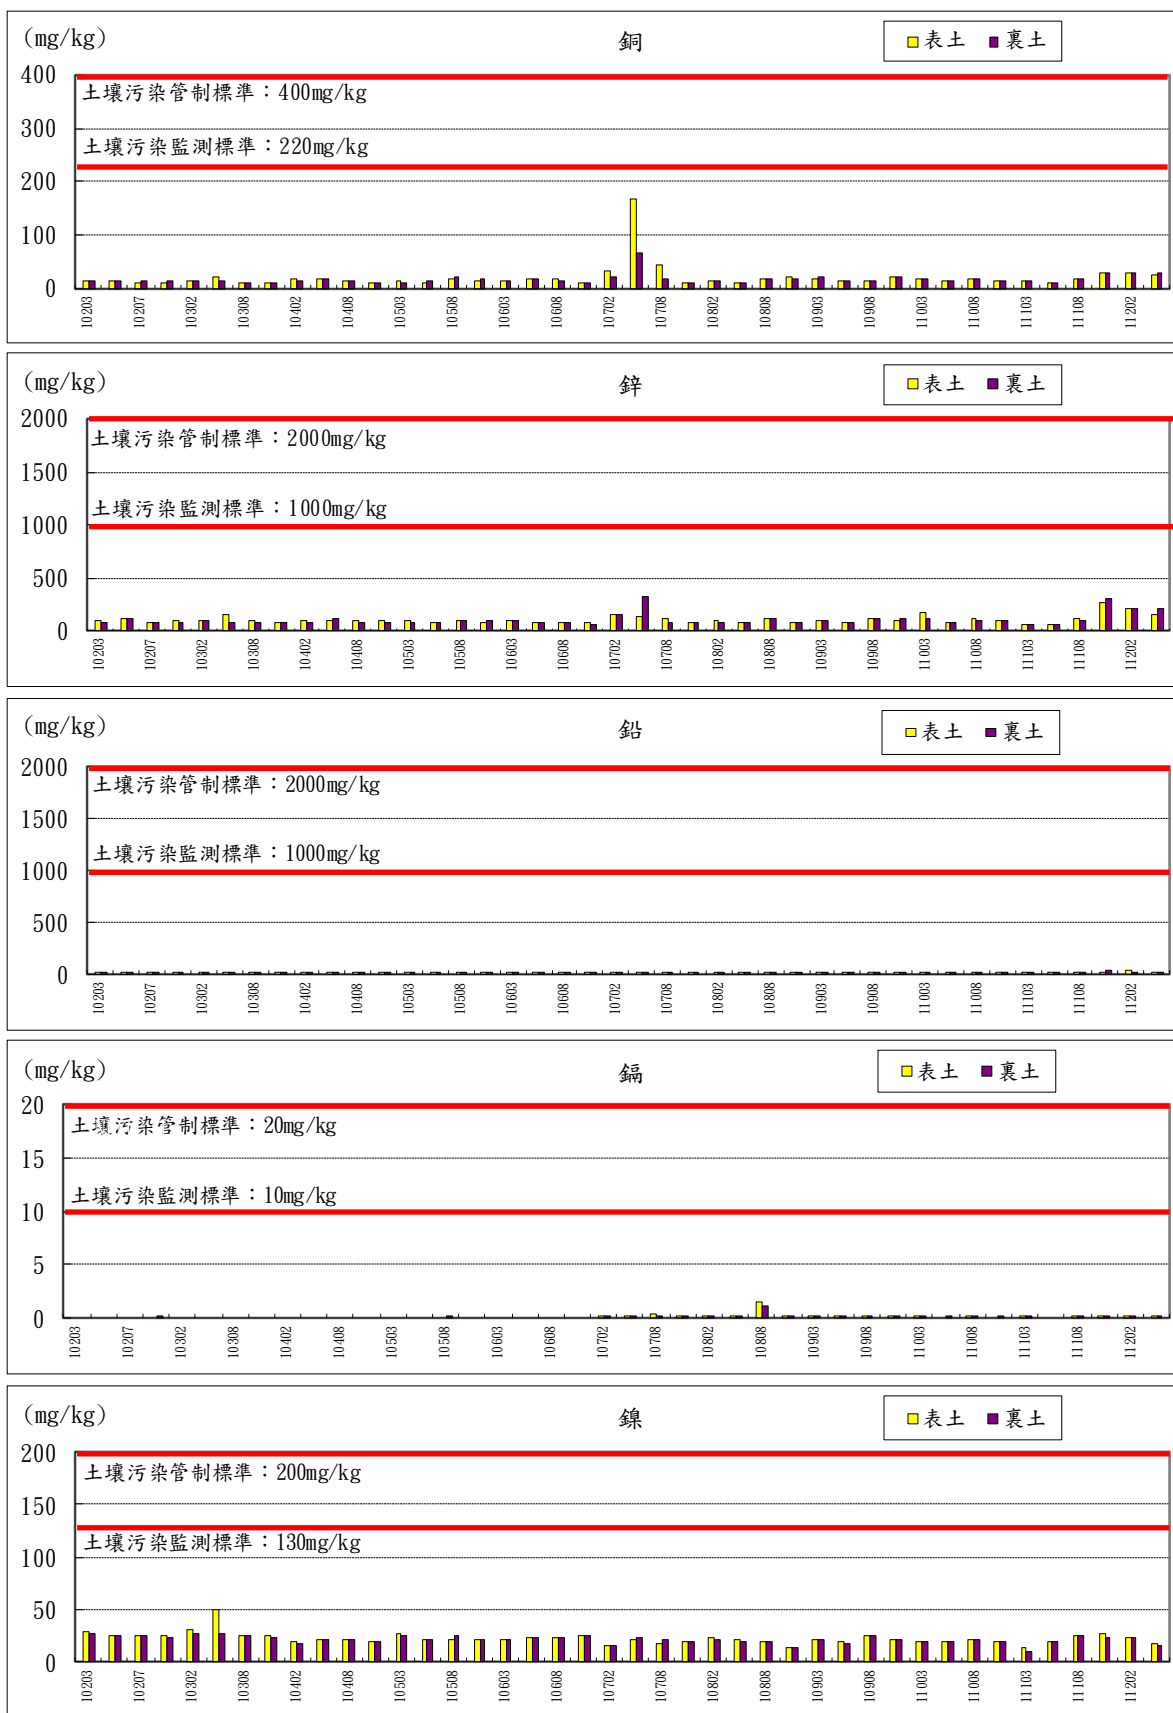 (mg/kg) 銅 表土 裏土
400
土壤污染管制標準：400mg/kg
300
土壤污染監測標準：220mg/kg
200
100
0
10203 10207 10302 10308 10402 10408 10503 10508 10603 10608 10702 10708 10802 10808 10903 10908 11003 11008 11103 11108 11202
(mg/kg) 鋅 表土 裏土
2000
土壤污染管制標準：2000mg/kg
1500
土壤污染監測標準：1000mg/kg
1000
500
0
10203 10207 10302 10308 10402 10408 10503 10508 10603 10608 10702 10708 10802 10808 10903 10908 11003 11008 11103 11108 11202
(mg/kg) 鉛 表土 裏土
2000
土壤污染管制標準：2000mg/kg
1500
土壤污染監測標準：1000mg/kg
1000
500
0
10203 10207 10302 10308 10402 10408 10503 10508 10603 10608 10702 10708 10802 10808 10903 10908 11003 11008 11103 11108 11202
(mg/kg) 鎘 表土 裏土
20
土壤污染管制標準：20mg/kg
15
土壤污染監測標準：10mg/kg
10
5
0
10203 10207 10302 10308 10402 10408 10503 10508 10603 10608 10702 10708 10802 10808 10903 10908 11003 11008 11103 11108 11202
(mg/kg) 鎳 表土 裏土
200
土壤污染管制標準：200mg/kg
150
土壤污染監測標準：130mg/kg
100
50
0
10203 10207 10302 10308 10402 10408 10503 10508 10603 10608 10702 10708 10802 10808 10903 10908 11003 11008 11103 11108 11202